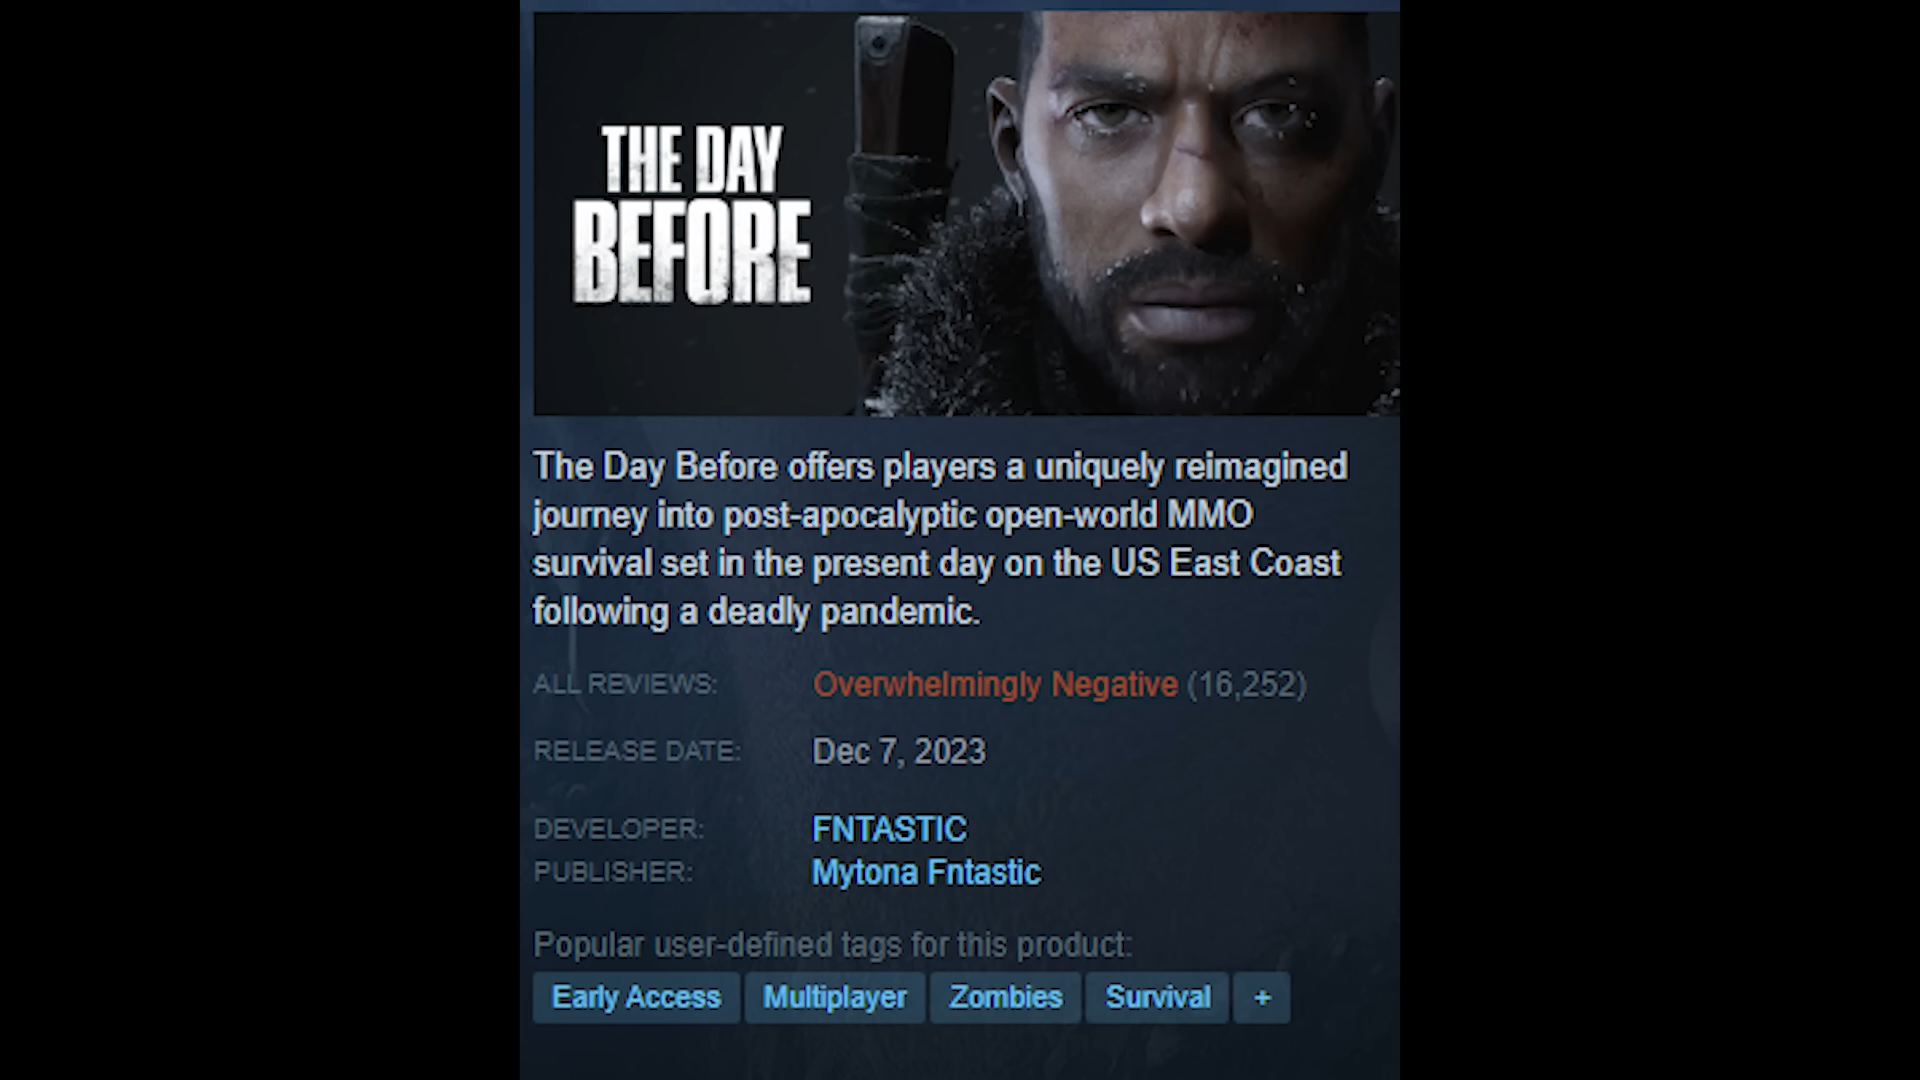 THE DAY
BEFORE
The Day Before offers players a uniquely reimagined
journey into post-apocalyptic open-world MMO
survival set in the present day on the US East Coast
following a deadly pandemic.
ALL REVIEWS: Overwhelmingly Negative (16,252)
RELEASE DATE: Dec 7, 2023
DEVELOPER: FNTASTIC
PUBLISHER: Mytona Fntastic
Popular user-defined tags for this product:
Early Access Multiplayer Zombies Survival +